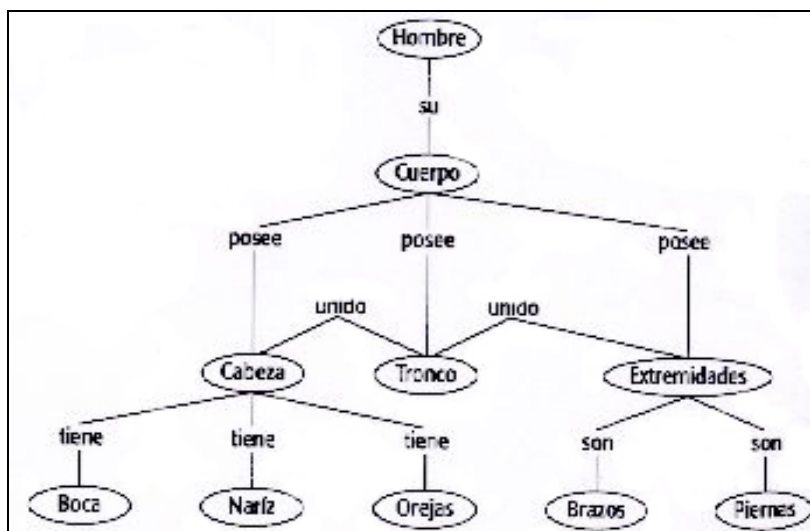 Hombre
su
Cuerpo
posee posee posee
unido unido
Cabeza Tronco Extremidades
tiene tiene tiene son son
Boca Naríz Orejas Brazos Piernas